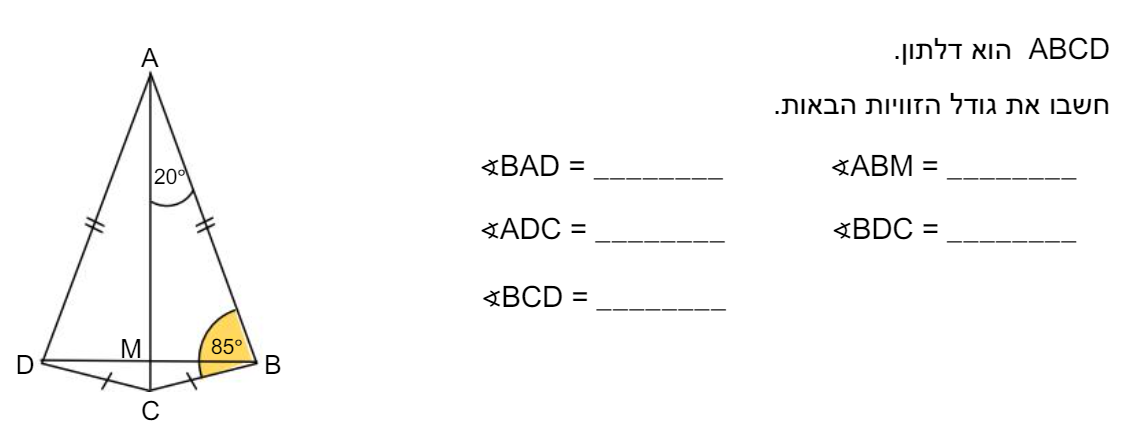 ABCD הוא דלתון.
חשבו את גודל הזוויות הבאות.
∢ABM = ________
∢BAD = ________
∢BDC = ________
∢ADC = ________
∢BCD = ________
A
20°
M
85°
D
B
C